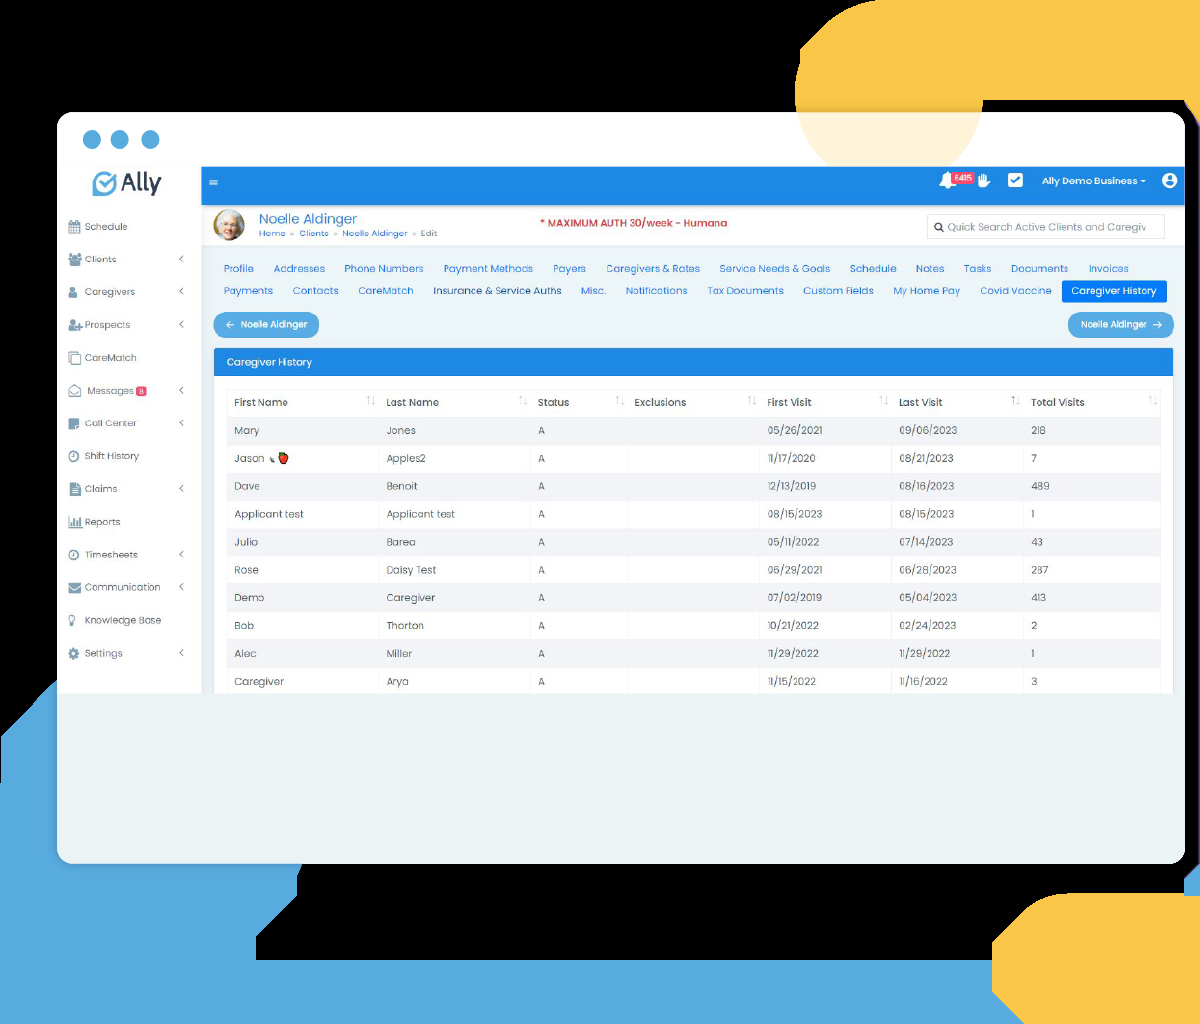 Ally
6415
Ally Demo Business
Noelle Aldinger
Home » Clients » Noelle Aldinger » Edit
* MAXIMUM AUTH 30/week - Humana
Quick Search Active Clients and Caregiv
Schedule
Clients
Caregivers
Prospects
CareMatch
Messages 8
Call Center
Shift History
Claims
Reports
Timesheets
Communication
Knowledge Base
Settings
Profile Addresses Phone Numbers Payment Methods Payers Caregivers & Rates Service Needs & Goals Schedule Notes Tasks Documents Invoices
Payments Contacts CareMatch Insurance & Service Auths Misc. Notifications Tax Documents Custom Fields My Home Pay Covid Vaccine Caregiver History
← Noelle Aldinger
Noelle Aldinger →
Caregiver History
First Name Last Name Status Exclusions First Visit Last Visit Total Visits
Mary Jones A 05/26/2021 09/06/2023 218
Jason Apples2 A 11/17/2020 08/21/2023 7
Dave Benoit A 12/13/2019 08/16/2023 489
Applicant test Applicant test A 08/15/2023 08/15/2023 1
Julio Barea A 05/11/2022 07/14/2023 43
Rose Daisy Test A 06/29/2021 06/28/2023 287
Demo Caregiver A 07/02/2019 05/04/2023 413
Bob Thorton A 10/21/2022 02/24/2023 2
Alec Miller A 11/29/2022 11/29/2022 1
Caregiver Arya A 11/15/2022 11/16/2022 3